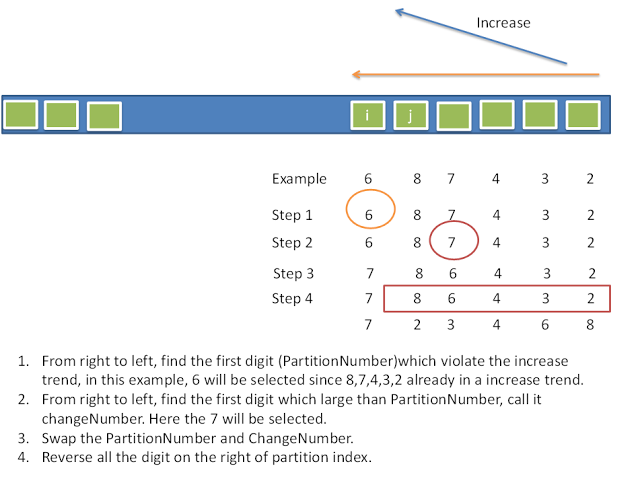 Increase
i j
Example 6 8 7 4 3 2
Step 1 6 8 7 4 3 2
Step 2 6 8 7 4 3 2
Step 3 7 8 6 4 3 2
Step 4 7 8 6 4 3 2
7 2 3 4 6 8
1. From right to left, find the first digit (PartitionNumber)which violate the increase
trend, in this example, 6 will be selected since 8,7,4,3,2 already in a increase trend.
2. From right to left, find the first digit which large than PartitionNumber, call it
changeNumber. Here the 7 will be selected.
3. Swap the PartitionNumber and ChangeNumber.
4. Reverse all the digit on the right of partition index.